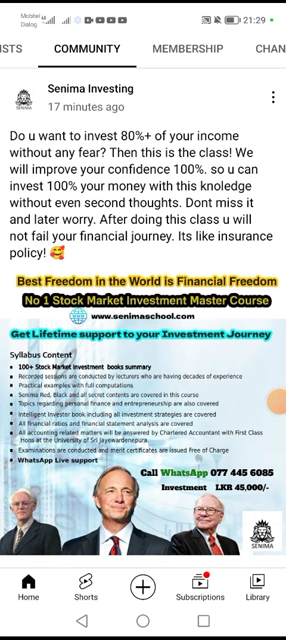 Mobitel
Dialog
21:29
ISTS COMMUNITY MEMBERSHIP CHAN
Senima Investing
17 minutes ago
Do u want to invest 80%+ of your income
without any fear? Then this is the class! We
will improve your confidence 100%. so u can
invest 100% your money with this knoledge
without even second thoughts. Dont miss it
and later worry. After doing this class u will
not fail your financial journey. Its like insurance
policy! 🥰
Best Freedom in the World is Financial Freedom
No 1 Stock Market Investment Master Course
www.senimaschool.com
Get Lifetime support to your Investment Journey
Syllabus Content
100+ Stock Market Investment books summary
Recorded sessions are conducted by lecturers who are having decades of experience
Practical examples with full computations
Senima Red, Black and all secret contents are covered in this course
Topics regarding personal finance and entrepreneurship are also covered
Intelligent Investor book including all investment strategies are covered
All financial ratios and financial statement analysis are covered
All accounting related matters will be answered by Chartered Accountant with First Class
Hons at the University of Sri Jayewardenepura
Examinations are conducted and merit certificates are issued Free of Charge
WhatsApp Live support
Call WhatsApp 077 445 6085
Investment LKR 45,000/-
SENIMA
Home Shorts Subscriptions Library